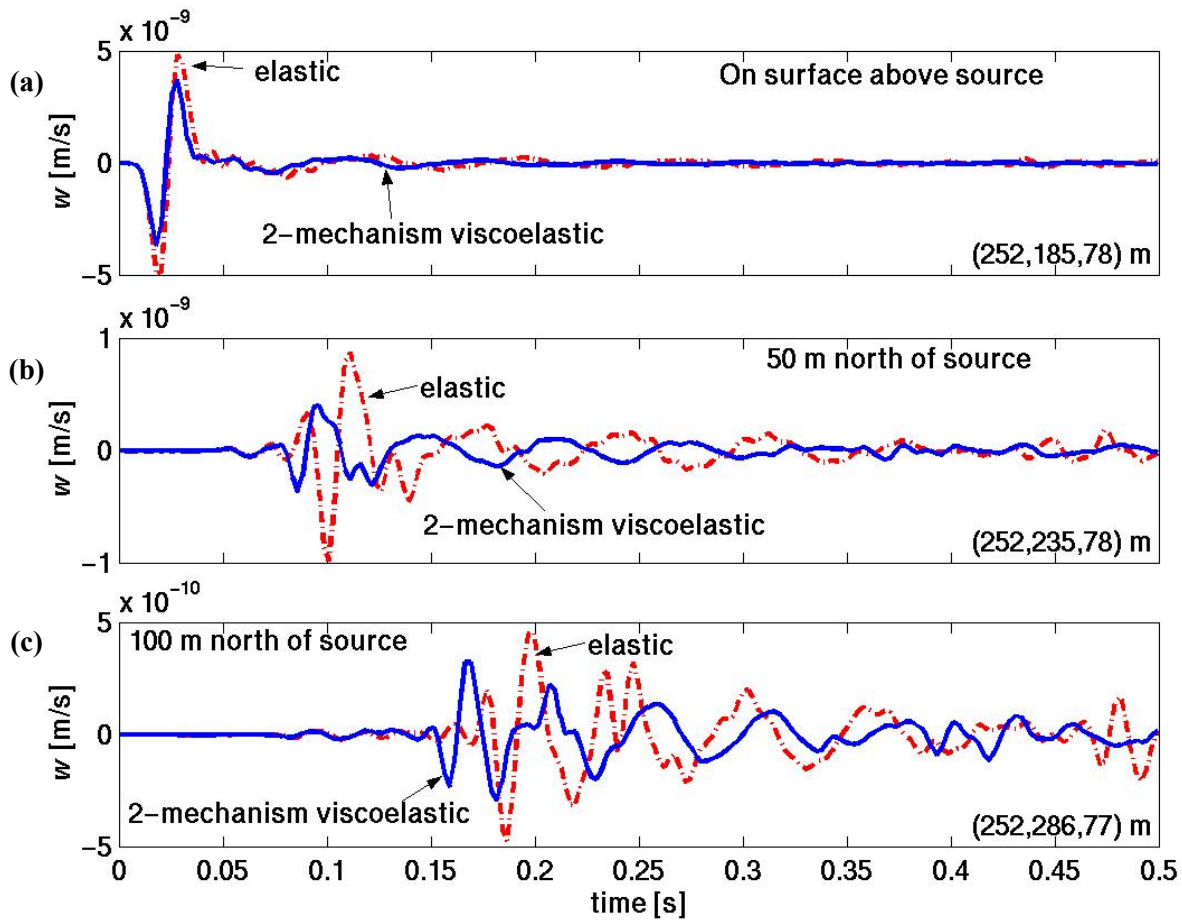 x 10⁻⁹
(a)
5
0
−5
w [m/s]
elastic
On surface above source
2−mechanism viscoelastic
(252,185,78) m
x 10⁻⁹
(b)
1
0
−1
w [m/s]
50 m north of source
elastic
2−mechanism viscoelastic
(252,235,78) m
x 10⁻¹⁰
(c)
5
0
−5
w [m/s]
100 m north of source
elastic
2−mechanism viscoelastic
(252,286,77) m
0 0.05 0.1 0.15 0.2 0.25 0.3 0.35 0.4 0.45 0.5
time [s]